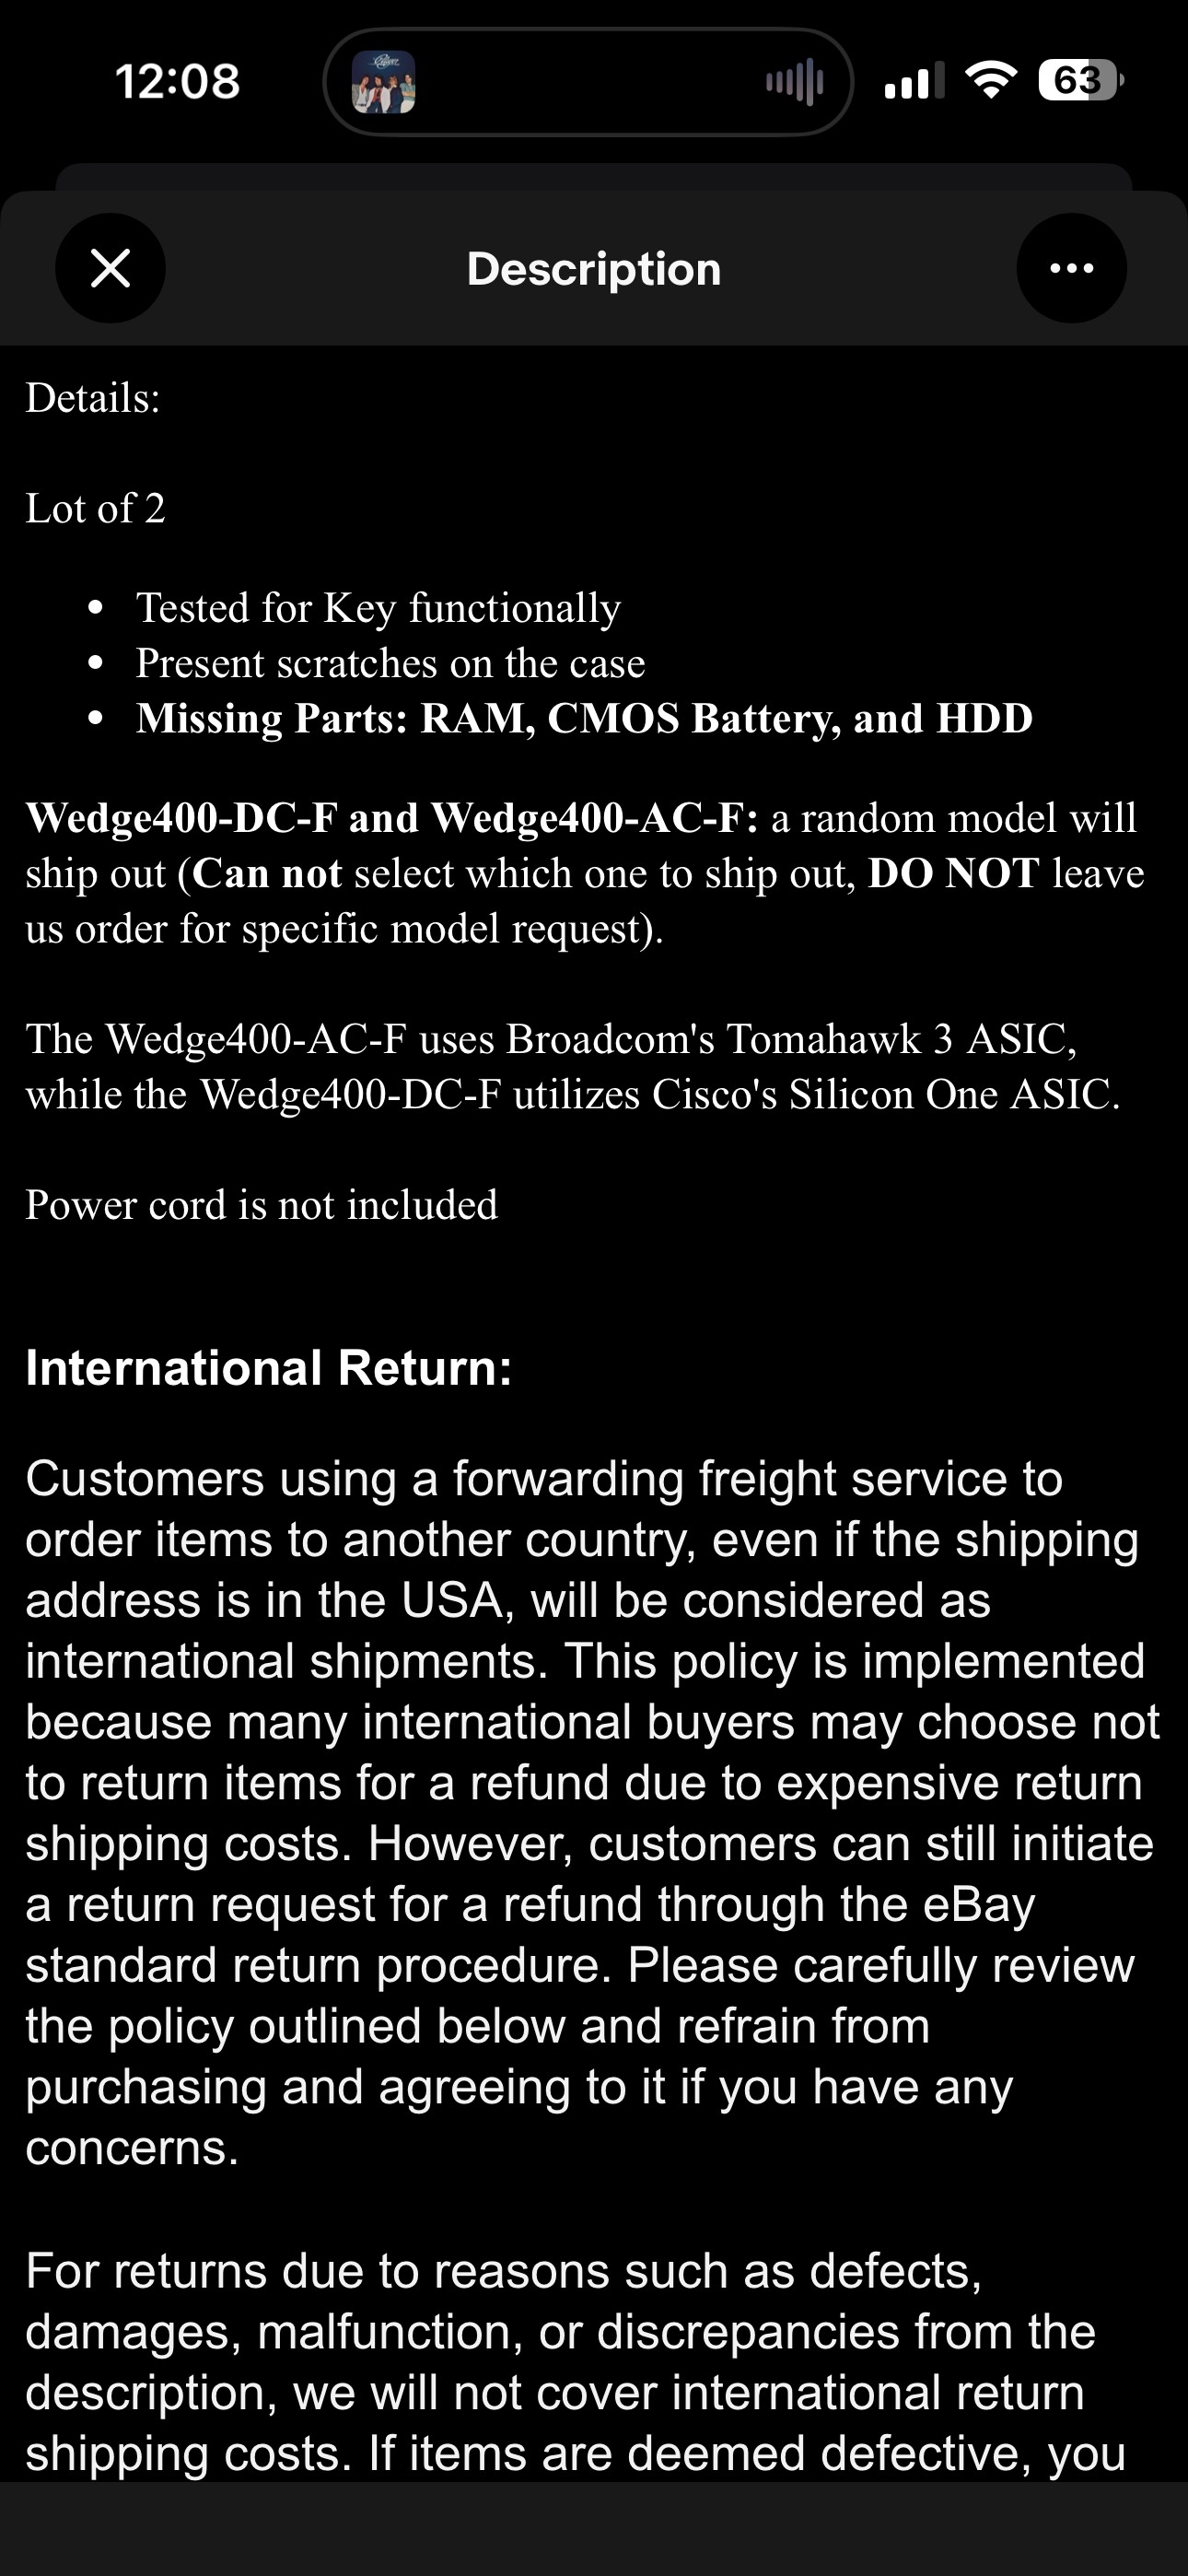 12:08
63
Description
Details:
Lot of 2
• Tested for Key functionally
• Present scratches on the case
• Missing Parts: RAM, CMOS Battery, and HDD
Wedge400-DC-F and Wedge400-AC-F: a random model will
ship out (Can not select which one to ship out, DO NOT leave
us order for specific model request).
The Wedge400-AC-F uses Broadcom's Tomahawk 3 ASIC,
while the Wedge400-DC-F utilizes Cisco's Silicon One ASIC.
Power cord is not included
International Return:
Customers using a forwarding freight service to
order items to another country, even if the shipping
address is in the USA, will be considered as
international shipments. This policy is implemented
because many international buyers may choose not
to return items for a refund due to expensive return
shipping costs. However, customers can still initiate
a return request for a refund through the eBay
standard return procedure. Please carefully review
the policy outlined below and refrain from
purchasing and agreeing to it if you have any
concerns.
For returns due to reasons such as defects,
damages, malfunction, or discrepancies from the
description, we will not cover international return
shipping costs. If items are deemed defective, you